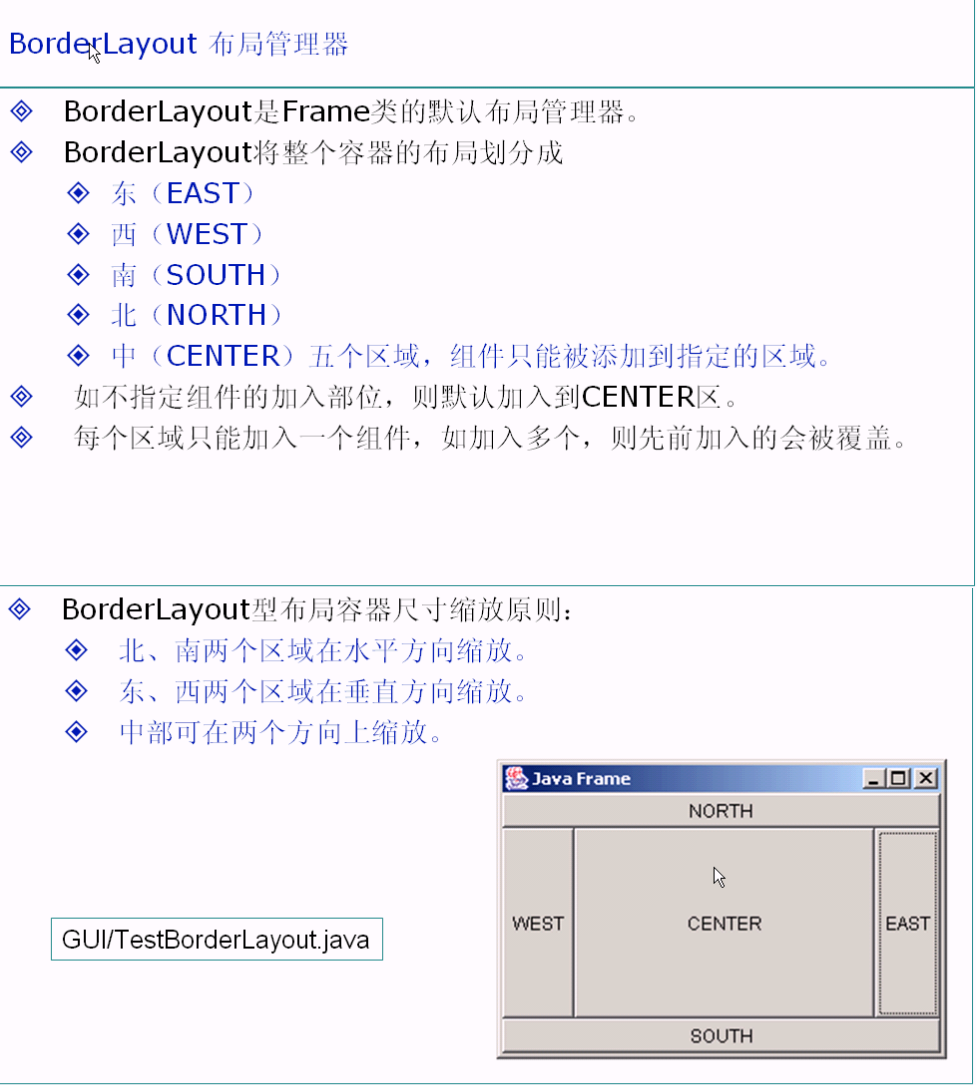 BorderLayout 布局管理器
BorderLayout是Frame类的默认布局管理器。
BorderLayout将整个容器的布局划分成
东（EAST）
西（WEST）
南（SOUTH）
北（NORTH）
中（CENTER）五个区域，组件只能被添加到指定的区域。
如不指定组件的加入部位，则默认加入到CENTER区。
每个区域只能加入一个组件，如加入多个，则先前加入的会被覆盖。
BorderLayout型布局容器尺寸缩放原则：
北、南两个区域在水平方向缩放。
东、西两个区域在垂直方向缩放。
中部可在两个方向上缩放。
Java Frame
NORTH
WEST CENTER EAST
SOUTH
GUI/TestBorderLayout.java